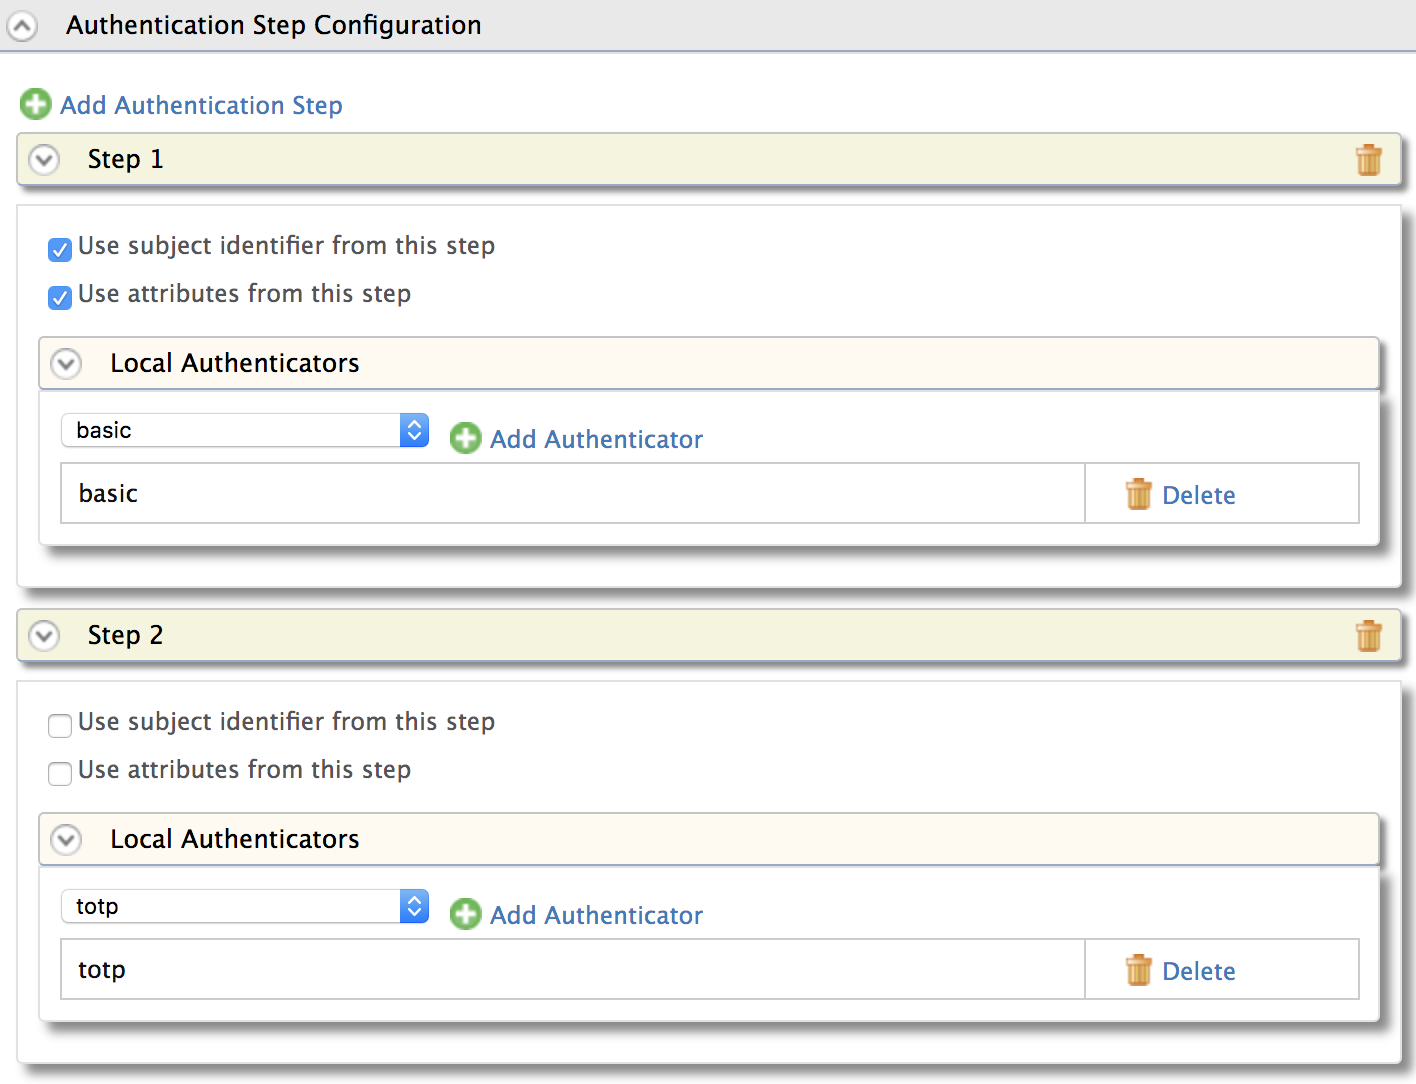 Authentication Step Configuration
Add Authentication Step
Step 1
Use subject identifier from this step
Use attributes from this step
Local Authenticators
basic
Add Authenticator
basic
Delete
Step 2
Use subject identifier from this step
Use attributes from this step
Local Authenticators
totp
Add Authenticator
totp
Delete